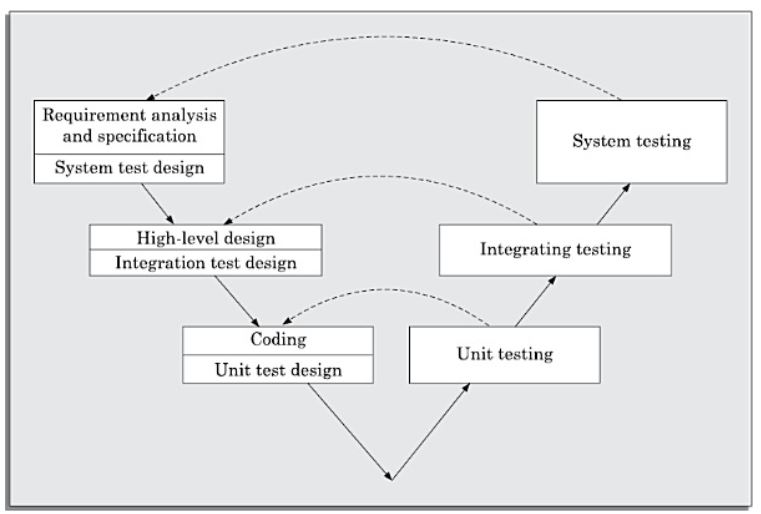 Requirement analysis
and specification
System test design
System testing
High-level design
Integration test design
Integrating testing
Coding
Unit test design
Unit testing